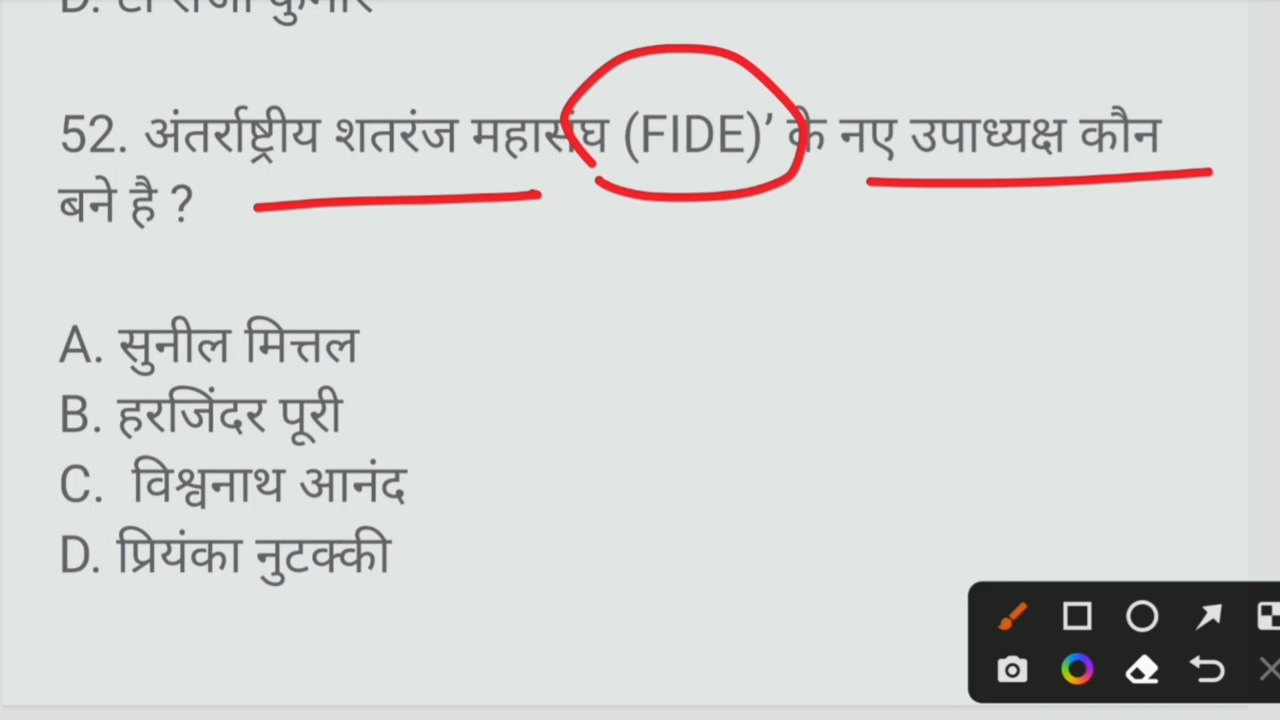 52. अंतर्राष्ट्रीय शतरंज महासंघ (FIDE)’ के नए उपाध्यक्ष कौन
बने है ?
A. सुनील मित्तल
B. हरजिंदर पूरी
C. विश्वनाथ आनंद
D. प्रियंका नुटक्की